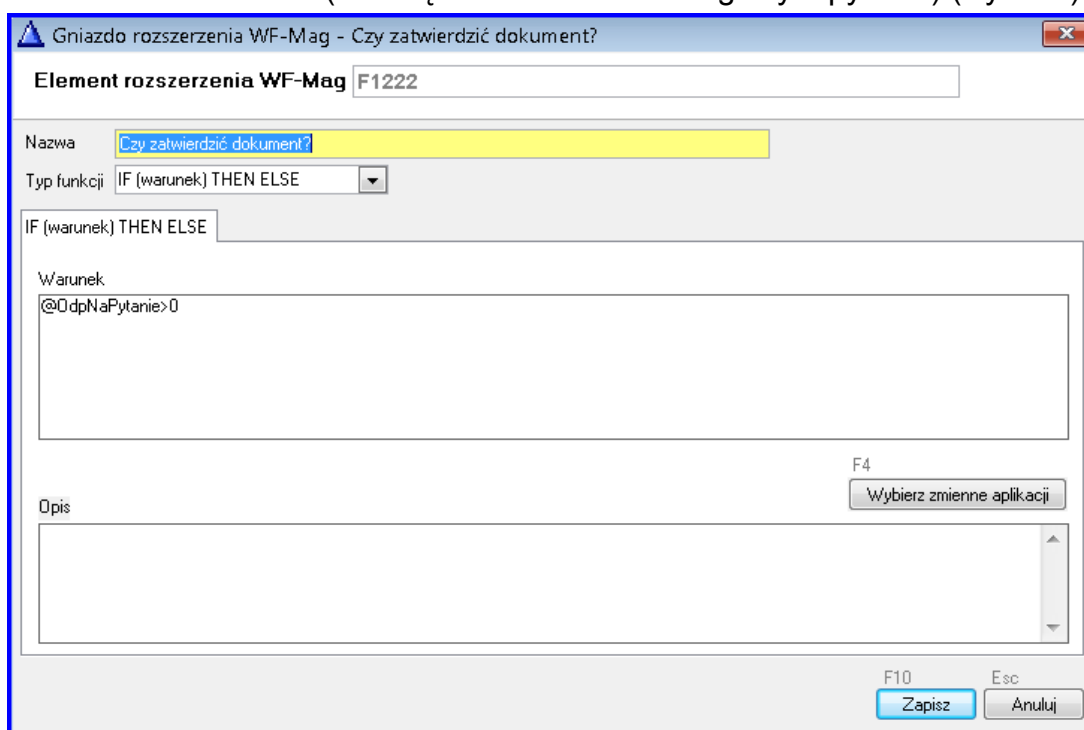 Gniazdo rozszerzenia WF-Mag - Czy zatwierdzić dokument?
Element rozszerzenia WF-Mag F1222
Nazwa Czy zatwierdzić dokument?
Typ funkcji IF (warunek) THEN ELSE
IF (warunek) THEN ELSE
Warunek
@OdpNaPytanie>0
F4
Wybierz zmienne aplikacji
Opis
F10 Esc
Zapisz Anuluj